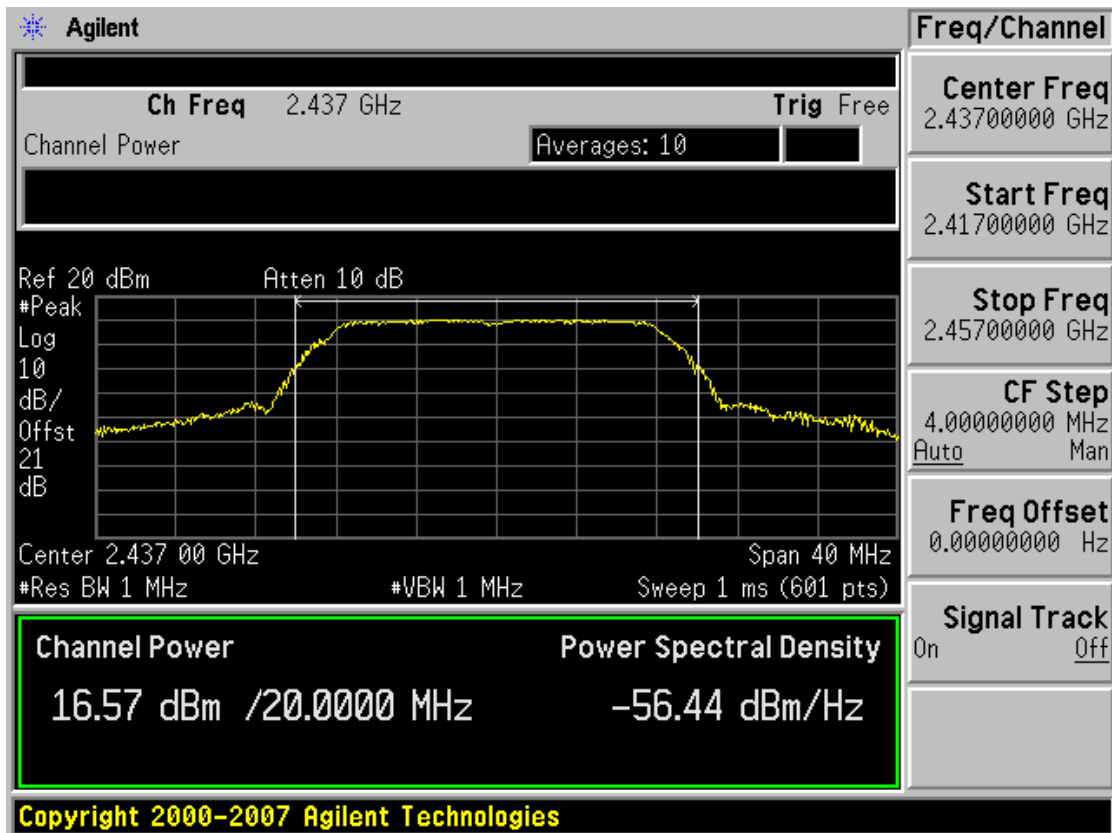 Agilent
Freq/Channel
Ch Freq 2.437 GHz Trig Free
Channel Power Averages: 10
Ref 20 dBm Atten 10 dB
#Peak
Log
10
dB/
Offst
21
dB
Center 2.437 00 GHz Span 40 MHz
#Res BW 1 MHz #VBW 1 MHz Sweep 1 ms (601 pts)
Channel Power Power Spectral Density
16.57 dBm /20.0000 MHz -56.44 dBm/Hz
Center Freq
2.43700000 GHz
Start Freq
2.41700000 GHz
Stop Freq
2.45700000 GHz
CF Step
4.00000000 MHz
Auto Man
Freq Offset
0.00000000 Hz
Signal Track
On Off
Copyright 2000-2007 Agilent Technologies